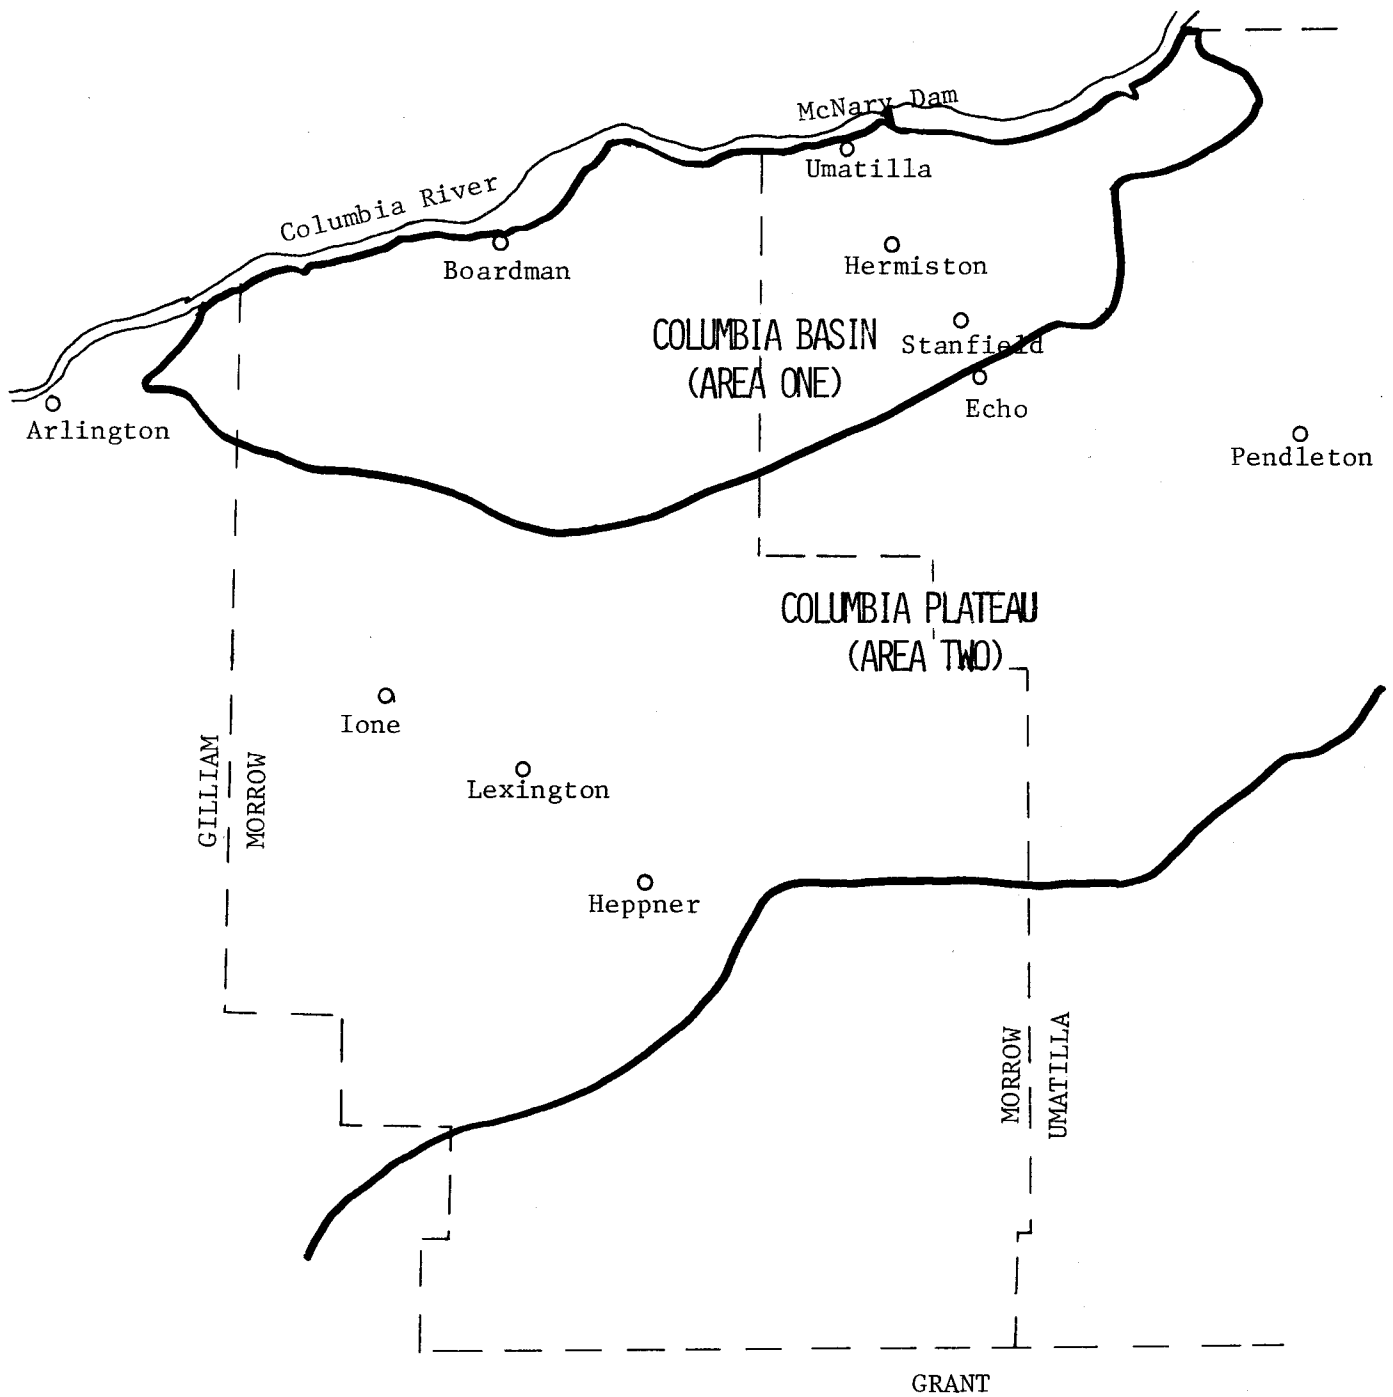 McNary Dam
Umatilla
Columbia River
Hermiston
Boardman
COLUMBIA BASIN
(AREA ONE)
Stanfield
Echo
Arlington
Pendleton
COLUMBIA PLATEAU
(AREA TWO)
Ione
Lexington
GILLIAM
MORROW
Heppner
MORROW
UMATILLA
GRANT